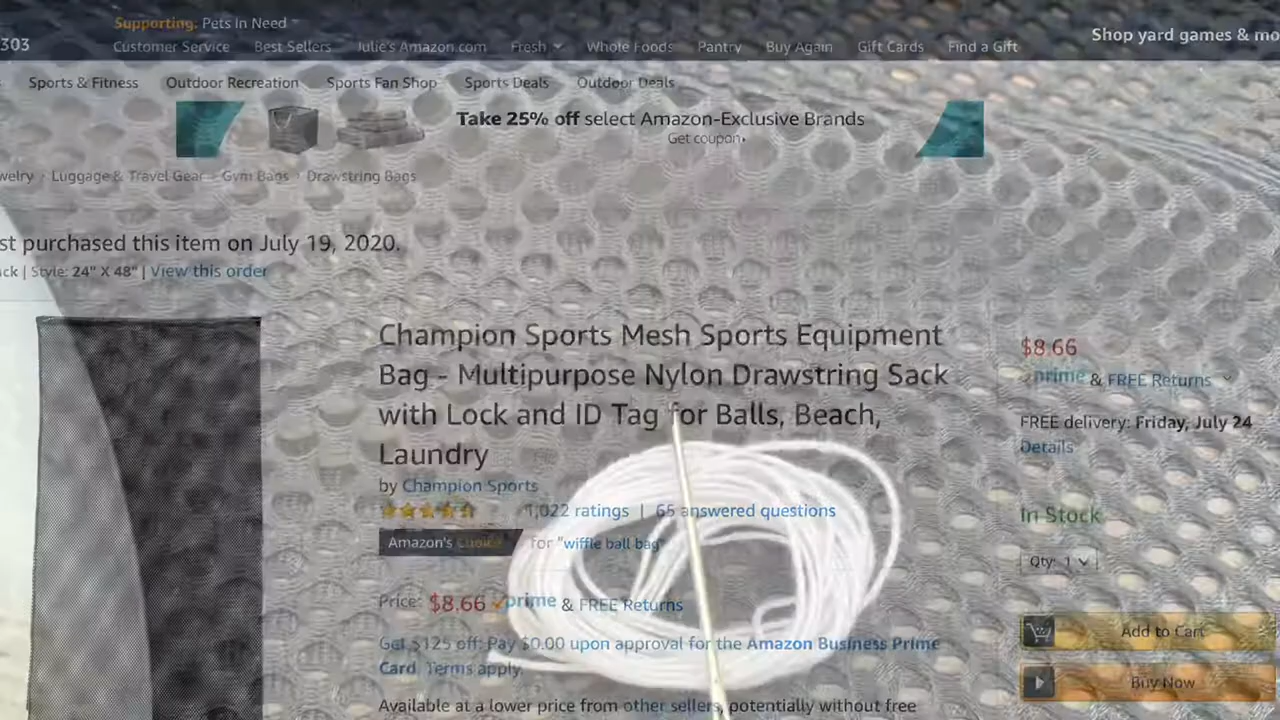 Supporting: Pets In Need
303
Customer Service Best Sellers Julie's Amazon.com Fresh Whole Foods Pantry Buy Again Gift Cards Find a Gift
Shop yard games & mo
Sports & Fitness Outdoor Recreation Sports Fan Shop Sports Deals Outdoor Deals
Take 25% off select Amazon-Exclusive Brands
Get coupon
welry › Luggage & Travel Gear › Gym Bags › Drawstring Bags
st purchased this item on July 19, 2020.
ck | Style: 24" X 48" | View this order
Champion Sports Mesh Sports Equipment
Bag - Multipurpose Nylon Drawstring Sack
with Lock and ID Tag for Balls, Beach,
Laundry
by Champion Sports
1,022 ratings | 65 answered questions
Amazon's Choice for "wiffle ball bag"
Price: $8.66 prime & FREE Returns
Get $125 off: Pay $0.00 upon approval for the Amazon Business Prime
Card. Terms apply.
Available at a lower price from other sellers, potentially without free
$8.66
prime & FREE Returns
FREE delivery: Friday, July 24
Details
In Stock
Qty: 1
Add to Cart
Buy Now